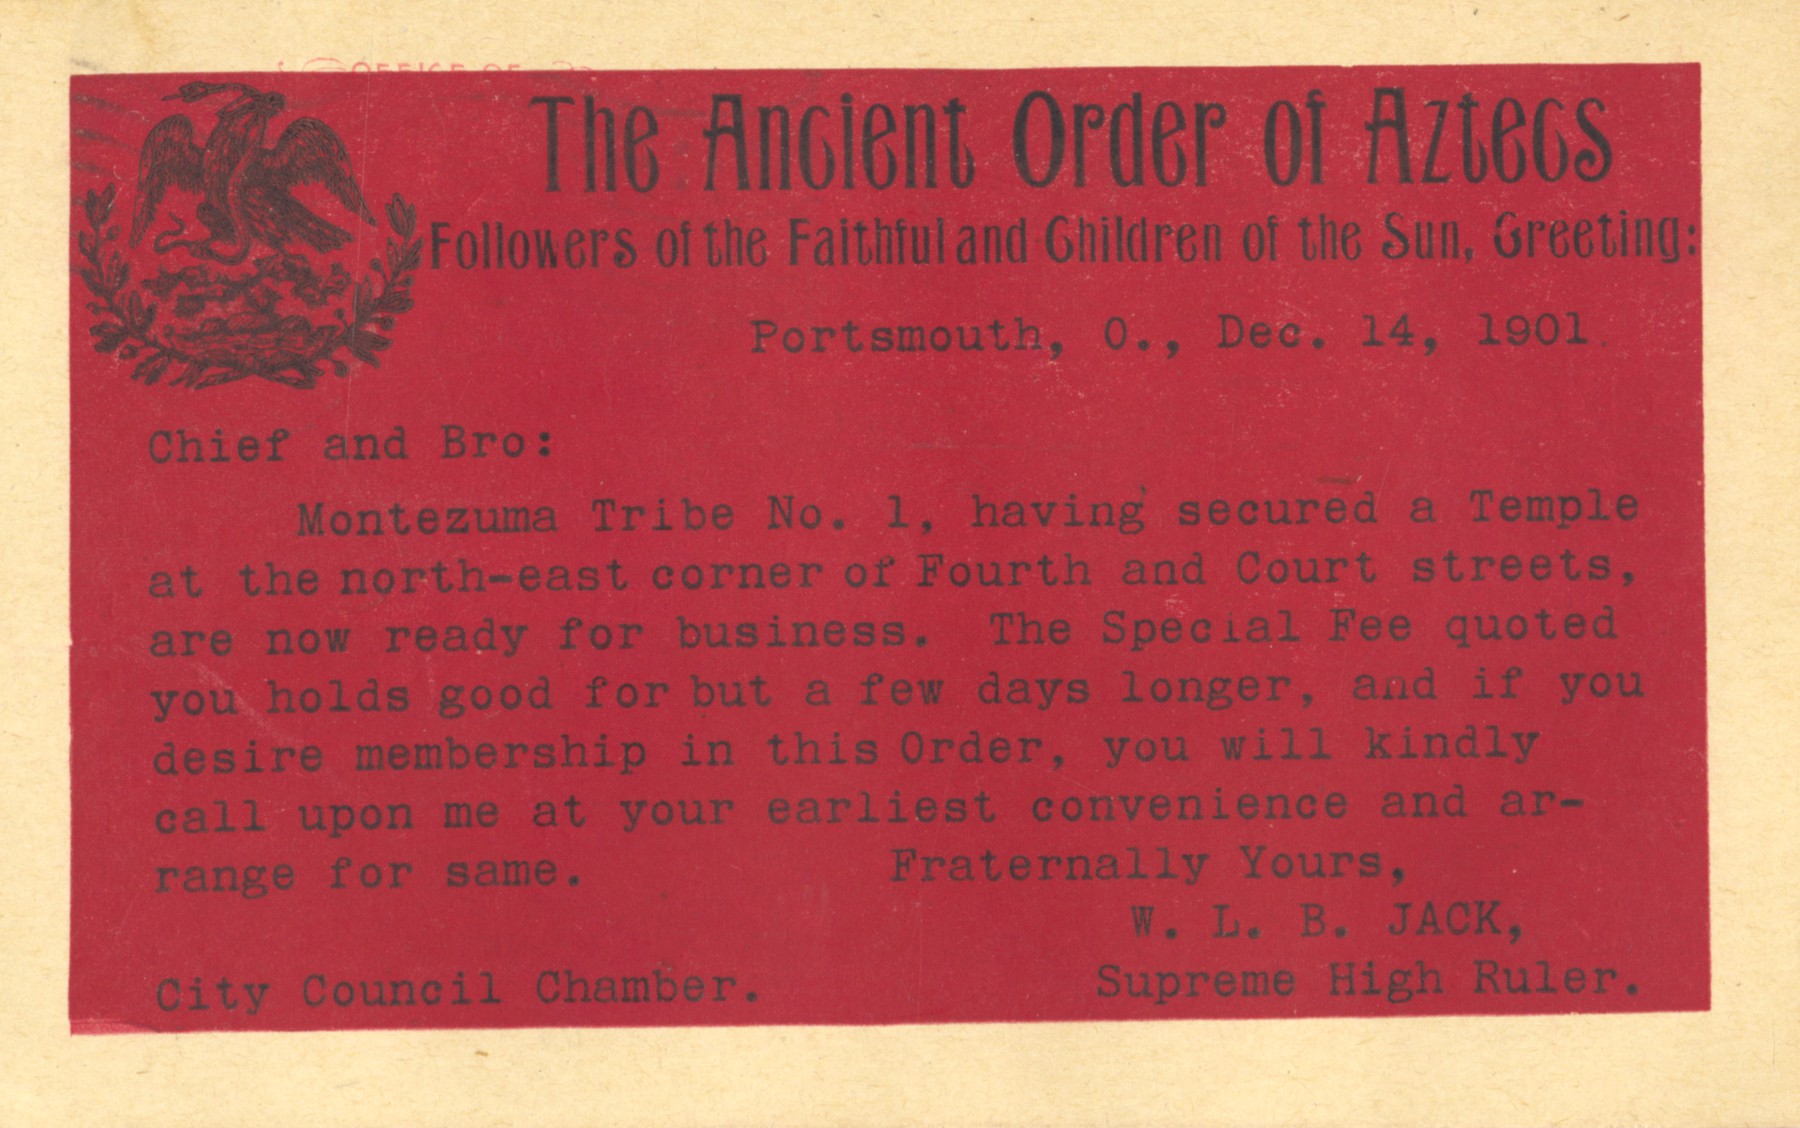 OFFICE OF
The Ancient Order of Aztecs
Followers of the Faithful and Children of the Sun, Greeting:
Portsmouth, O., Dec. 14, 1901.
Chief and Bro:
Montezuma Tribe No. 1, having secured a Temple
at the north-east corner of Fourth and Court streets,
are now ready for business. The Special Fee quoted
you holds good for but a few days longer, and if you
desire membership in this Order, you will kindly
call upon me at your earliest convenience and ar-
range for same. Fraternally Yours,
W. L. B. JACK,
City Council Chamber. Supreme High Ruler.